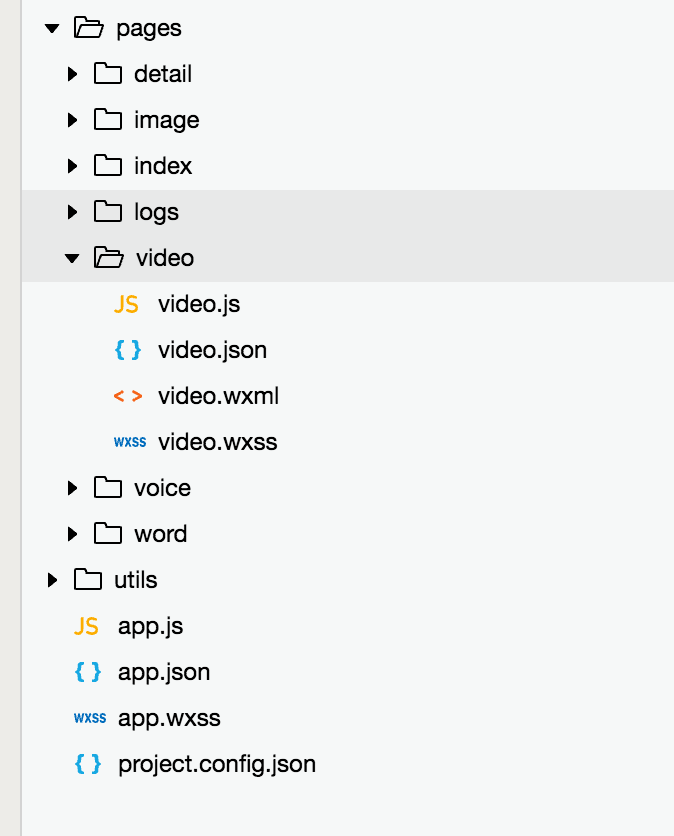 pages
detail
image
index
logs
video
JS video.js
{ } video.json
< > video.wxml
wxss video.wxss
voice
word
utils
JS app.js
{ } app.json
wxss app.wxss
{ } project.config.json